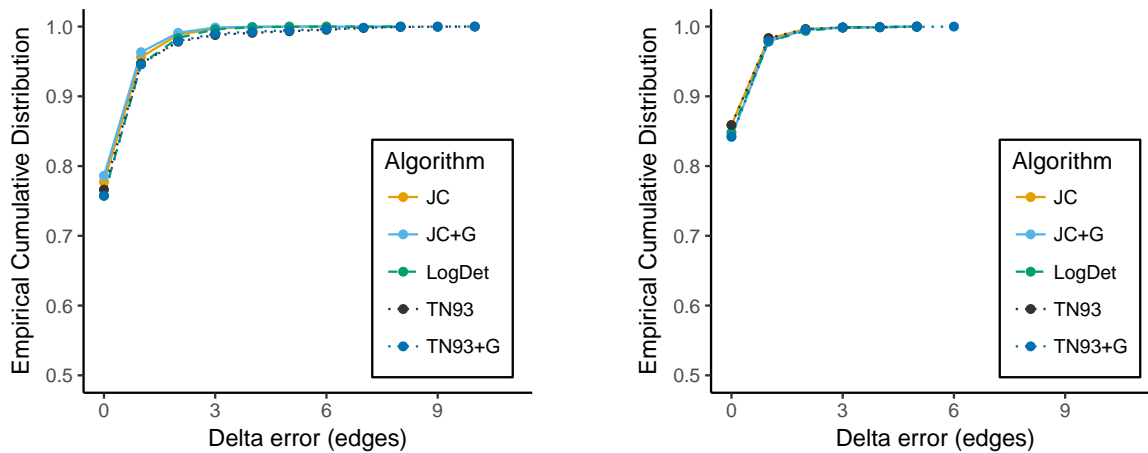 Empirical Cumulative Distribution
1.0
0.9
0.8
0.7
0.6
0.5
0
3
6
9
Delta error (edges)
Algorithm
JC
JC+G
LogDet
TN93
TN93+G
Empirical Cumulative Distribution
1.0
0.9
0.8
0.7
0.6
0.5
0
3
6
9
Delta error (edges)
Algorithm
JC
JC+G
LogDet
TN93
TN93+G